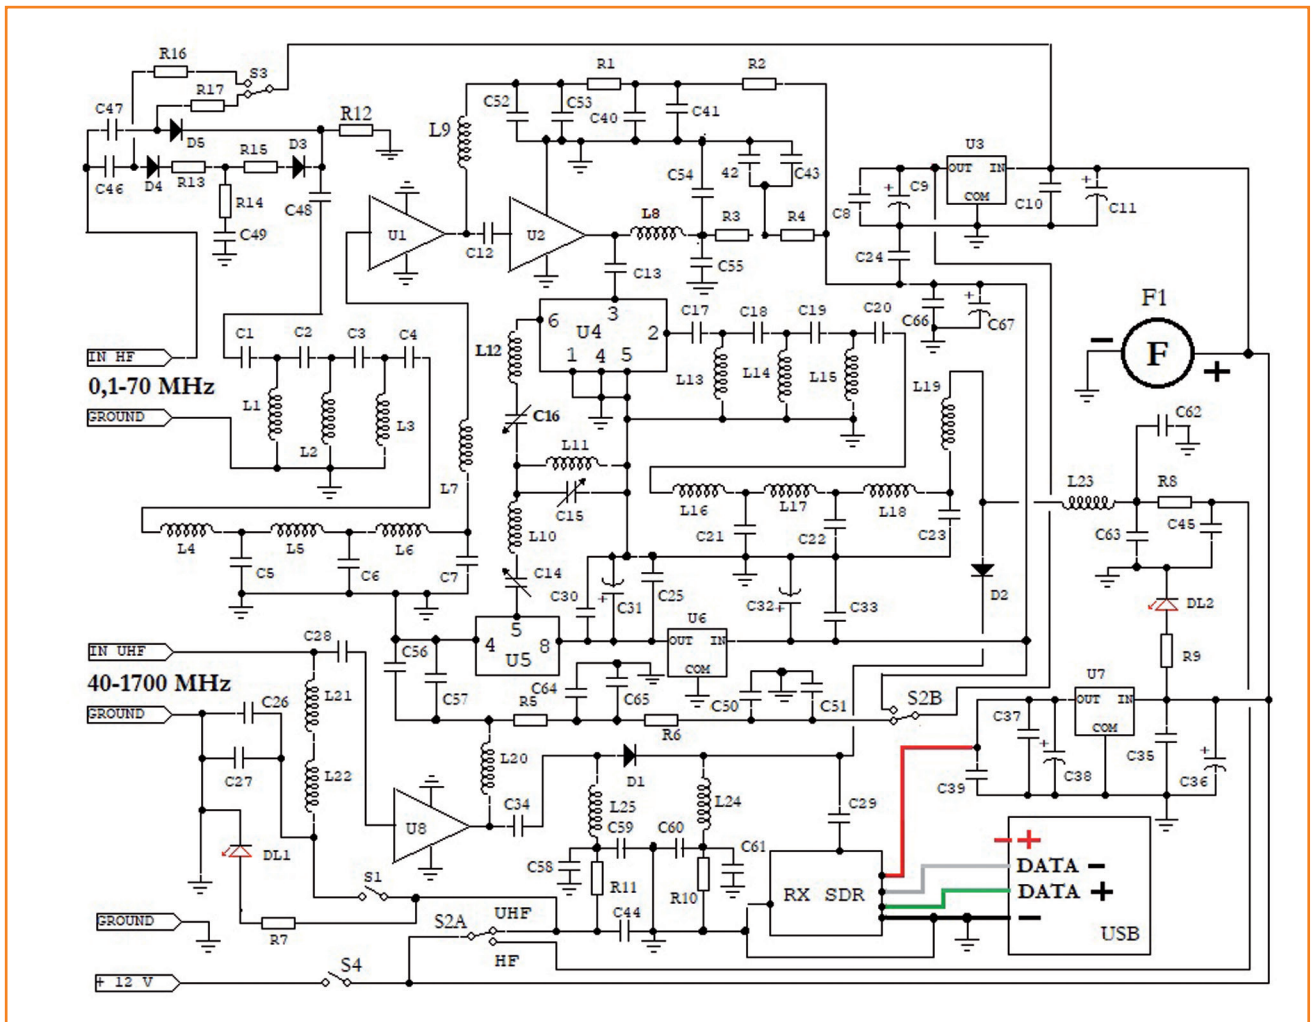 R16
S3
R1
R2
R17
C47
C52
C53
C40
C41
R12
L9
D5
R15
D3
U3
OUT IN
COM
C46
D4
R13
C54
42
C43
C9
C8
C10
C11
R14
C48
C49
U1
C12
U2
L8
R3
R4
C24
C13
C55
F1
F
C66
C67
C1
C2
C3
C4
L12
6
3
U4
2
1 4 5
C17
C18
C19
C20
IN HF
0,1-70 MHz
GROUND
L1
L2
L3
L13
L14
L15
L19
C16
C62
L11
L7
L23
R8
C15
L10
L16
L17
L18
C63
C45
L4
L5
L6
C21
C22
C23
C5
C6
C7
C14
C30
C31
C25
C32
C33
D2
DL2
U6
OUT IN
COM
5
4
8
U5
R9
C28
IN UHF
40-1700 MHz
GROUND
C56
C57
C64
C65
C50
C51
S2B
U7
OUT IN
COM
L21
C26
R5
R6
C37
C38
C35
C36
C27
L22
L20
D1
C39
U8
C34
L25
L24
C29
C59
C60
C61
C58
DL1
S1
R11
R10
RX SDR
DATA
DATA
USB
GROUND
R7
S2A
UHF
C44
HF
S4
+ 12 V